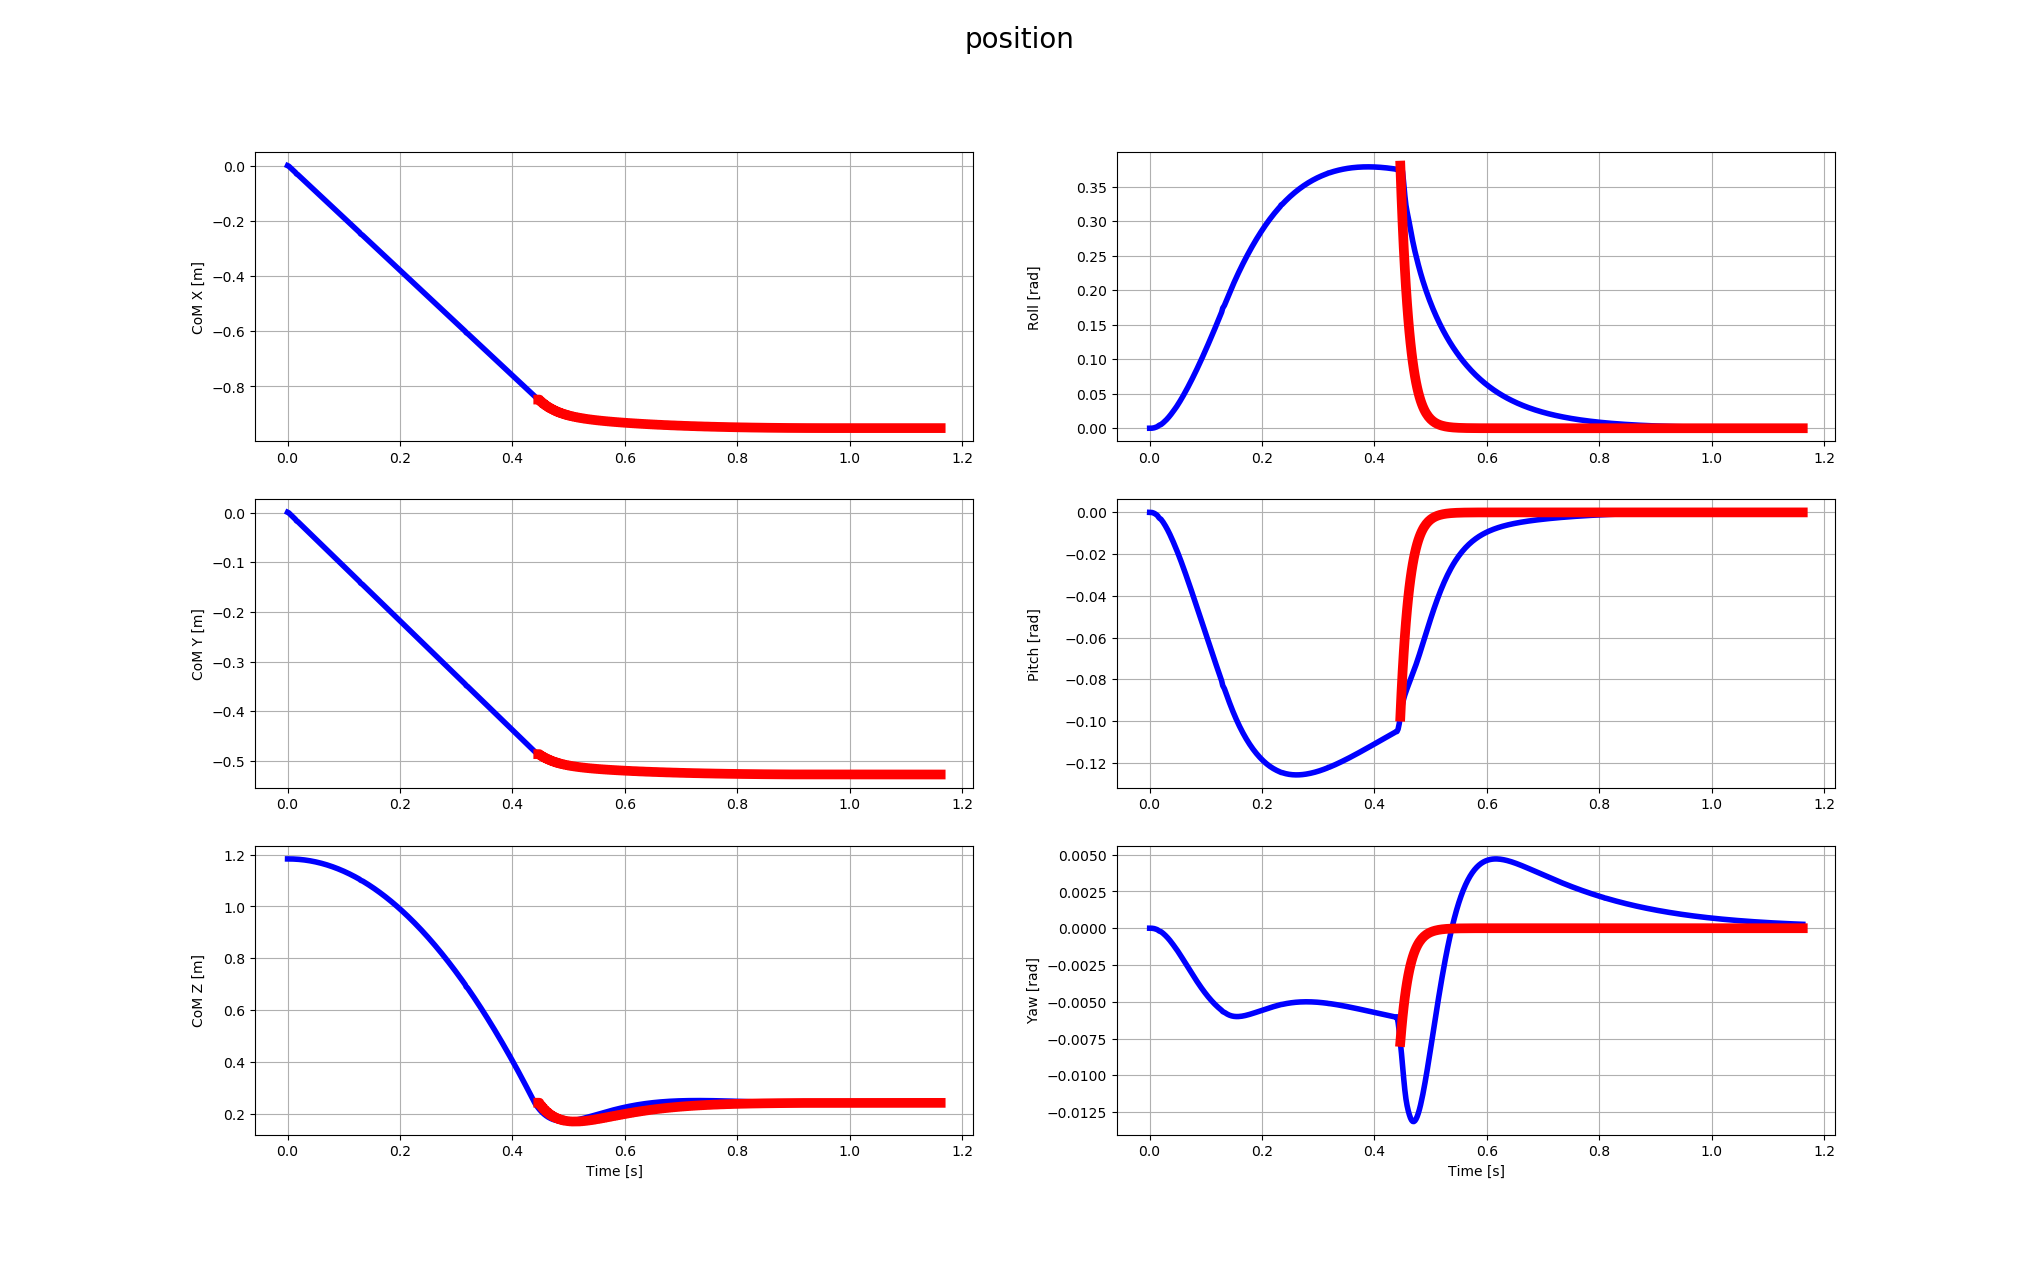 position
CoM X [m]
0.0
−0.2
−0.4
−0.6
−0.8
0.0 0.2 0.4 0.6 0.8 1.0 1.2
Roll [rad]
0.35
0.30
0.25
0.20
0.15
0.10
0.05
0.00
0.0 0.2 0.4 0.6 0.8 1.0 1.2
CoM Y [m]
0.0
−0.1
−0.2
−0.3
−0.4
−0.5
0.0 0.2 0.4 0.6 0.8 1.0 1.2
Pitch [rad]
0.00
−0.02
−0.04
−0.06
−0.08
−0.10
−0.12
0.0 0.2 0.4 0.6 0.8 1.0 1.2
CoM Z [m]
1.2
1.0
0.8
0.6
0.4
0.2
0.0 0.2 0.4 0.6 0.8 1.0 1.2
Time [s]
Yaw [rad]
0.0050
0.0025
0.0000
−0.0025
−0.0050
−0.0075
−0.0100
−0.0125
0.0 0.2 0.4 0.6 0.8 1.0 1.2
Time [s]